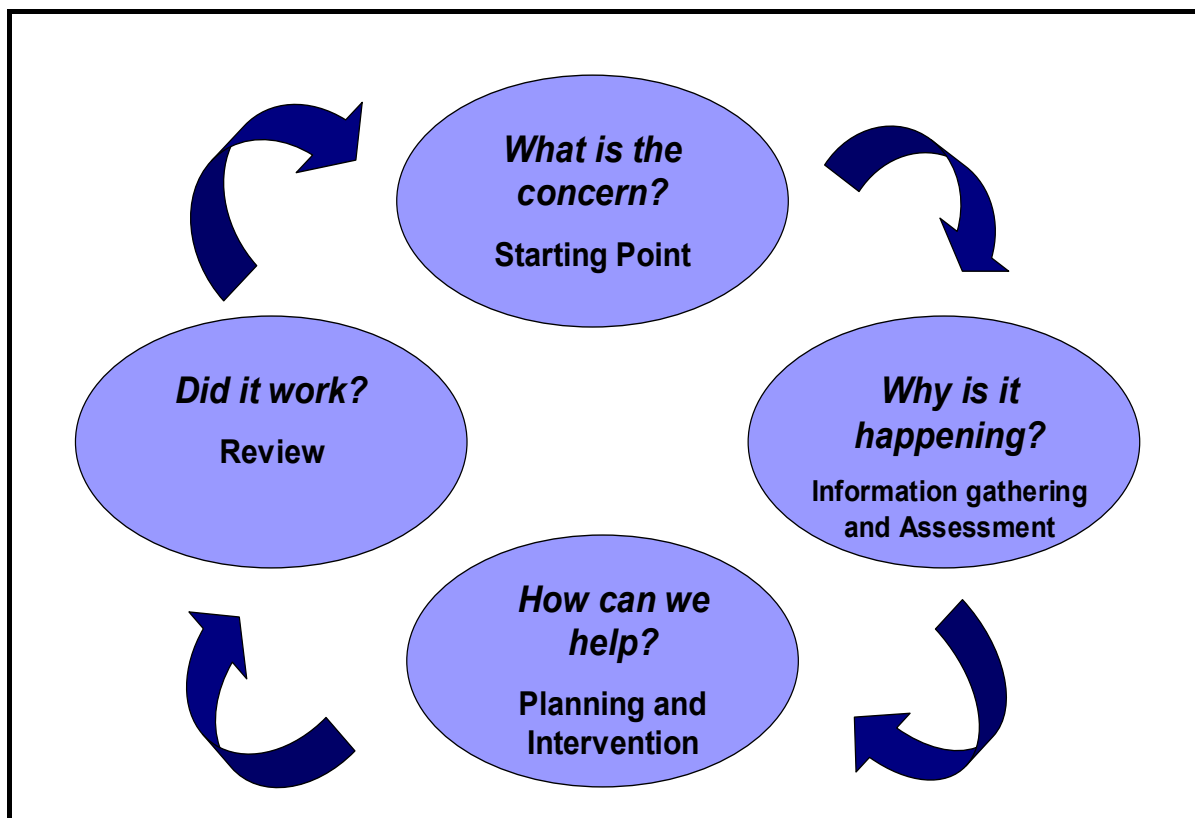 What is the
concern?
Starting Point
Why is it
happening?
Information gathering
and Assessment
How can we
help?
Planning and
Intervention
Did it work?
Review